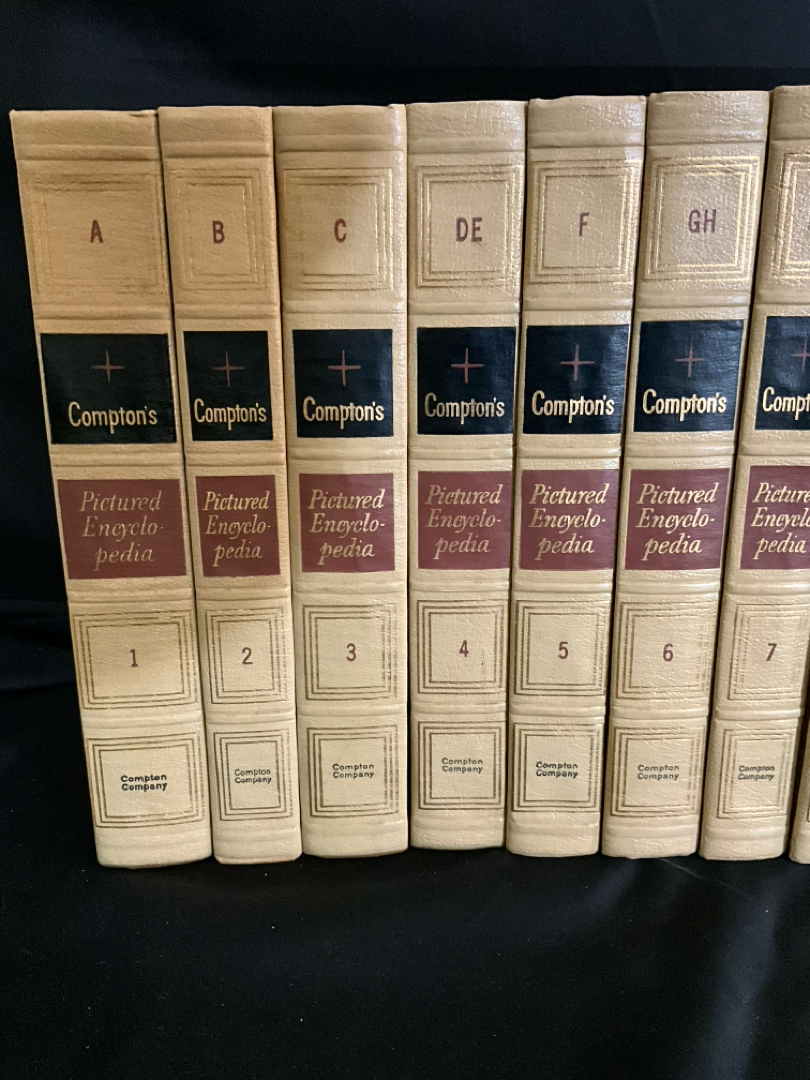 A
Compton's
Pictured
Encyclo-
pedia
1
Compton
Company
B
Compton's
Pictured
Encyclo-
pedia
2
Compton
Company
C
Compton's
Pictured
Encyclo-
pedia
3
Compton
Company
DE
Compton's
Pictured
Encyclo-
pedia
4
Compton
Company
F
Compton's
Pictured
Encyclo-
pedia
5
Compton
Company
GH
Compton's
Pictured
Encyclo-
pedia
6
Compton
Company
pedia
7
Compton
Company